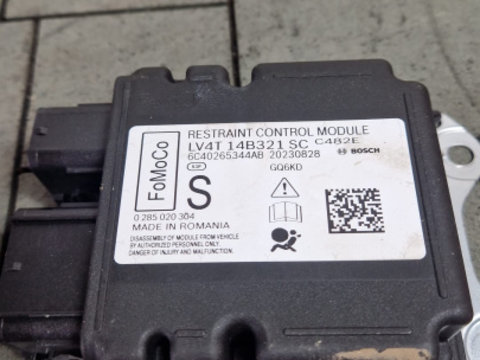 RESTRAINT CONTROL MODULE
LV4T 14B321 SC C482E
6C40265344AB 20230828 BOSCH
FoMoCo
S
GQ6KD
0 285 020 304
MADE IN ROMANIA
DISASSEMBLY OF MODULE FROM VEHICLE
BY AUTHORIZED PERSONNEL ONLY.
DANGER OF INJURY AND MALFUNCTION.